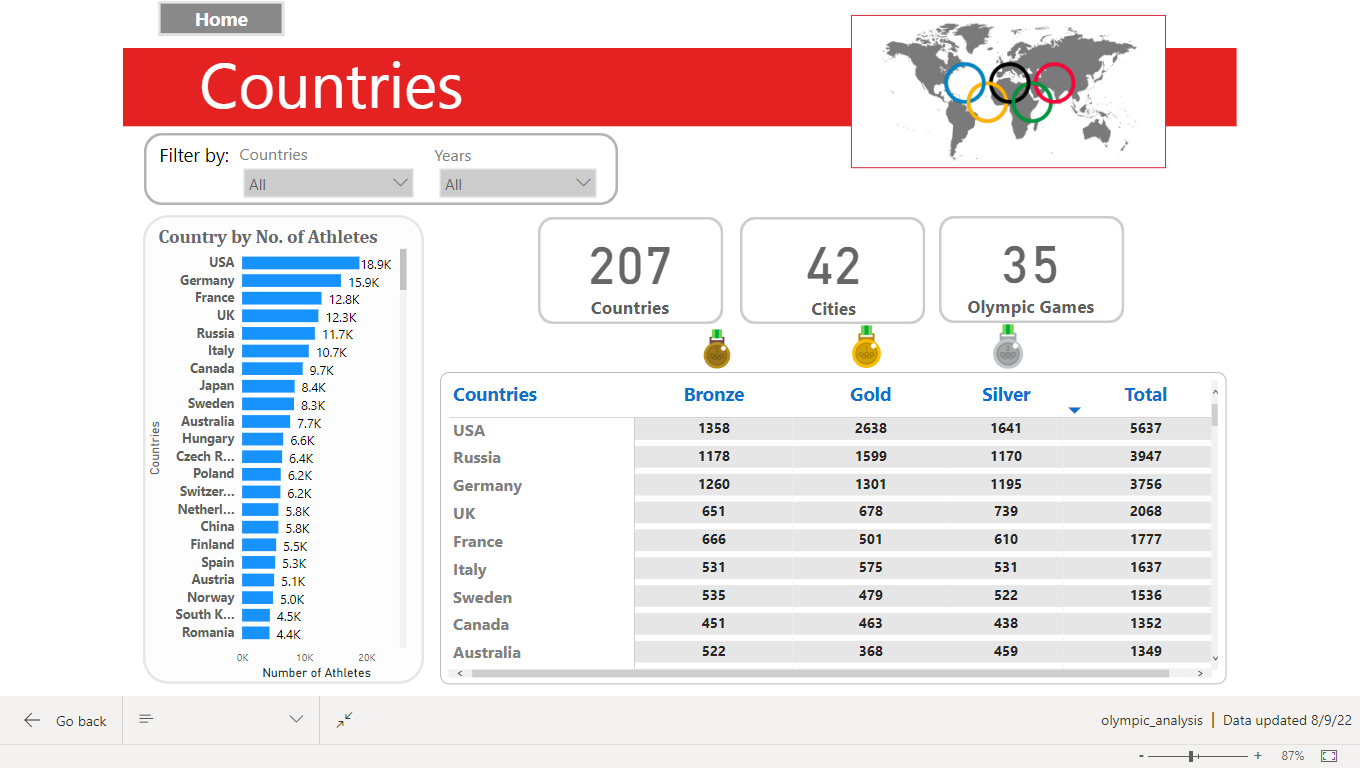 Home
Countries
Filter by: Countries Years
All All
Country by No. of Athletes
USA 18.9K
Germany 15.9K
France 12.8K
UK 12.3K
Russia 11.7K
Italy 10.7K
Canada 9.7K
Japan 8.4K
Sweden 8.3K
Australia 7.7K
Hungary 6.6K
Czech R... 6.4K
Poland 6.2K
Switzer... 6.2K
Netherl... 5.8K
China 5.8K
Finland 5.5K
Spain 5.3K
Austria 5.1K
Norway 5.0K
South K... 4.5K
Romania 4.4K
Countries
0K 10K 20K
Number of Athletes
207
Countries
42
Cities
35
Olympic Games
Countries Bronze Gold Silver Total
USA 1358 2638 1641 5637
Russia 1178 1599 1170 3947
Germany 1260 1301 1195 3756
UK 651 678 739 2068
France 666 501 610 1777
Italy 531 575 531 1637
Sweden 535 479 522 1536
Canada 451 463 438 1352
Australia 522 368 459 1349
Go back
olympic_analysis | Data updated 8/9/22
- + 87%